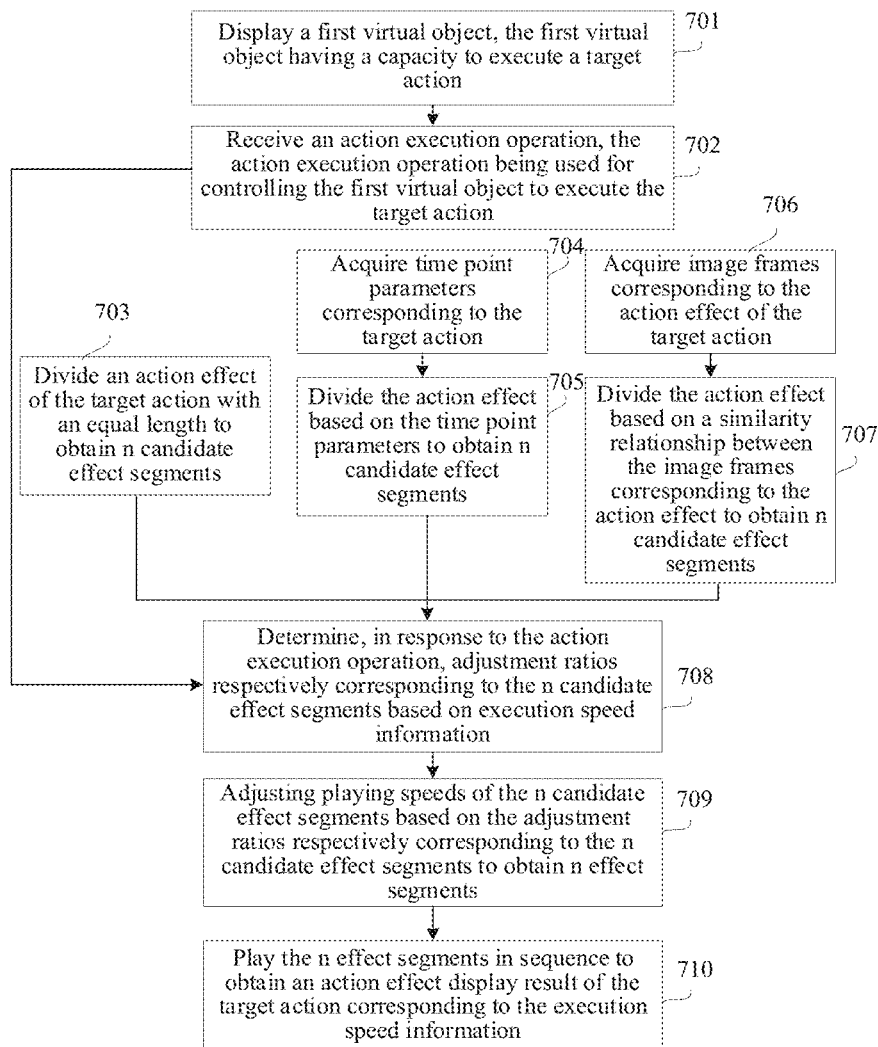 Display a first virtual object, the first virtual
object having a capacity to execute a target
action
701
Receive an action execution operation, the
action execution operation being used for
controlling the first virtual object to execute the
target action
702
703
Divide an action effect
of the target action with
an equal length to
obtain n candidate
effect segments
704
Acquire time point
parameters
corresponding to the
target action
705
Divide the action effect
based on the time point
parameters to obtain n
candidate effect
segments
706
Acquire image frames
corresponding to the
action effect of the
target action
Divide the action effect
based on a similarity
relationship between
the image frames
corresponding to the
action effect to obtain n
candidate effect
segments
707
Determine, in response to the action
execution operation, adjustment ratios
respectively corresponding to the n candidate
effect segments based on execution speed
information
708
Adjusting playing speeds of the n candidate
effect segments based on the adjustment
ratios respectively corresponding to the n
candidate effect segments to obtain n effect
segments
709
Play the n effect segments in sequence to
obtain an action effect display result of the
target action corresponding to the execution
speed information
710